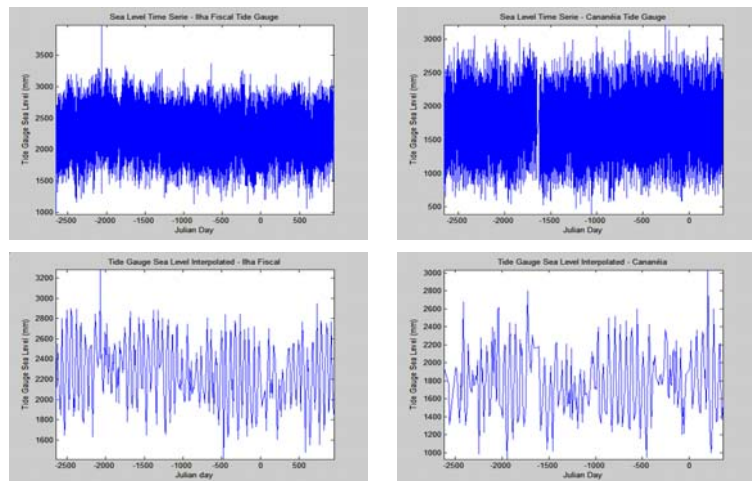 Sea Level Time Serie - Ilha Fiscal Tide Gauge
Tide Gauge Sea Level (mm)
3500
3000
2500
2000
1500
1000
-2500 -2000 -1500 -1000 -500 0 500
Julian Day
Sea Level Time Serie - Cananéia Tide Gauge
Tide Gauge Sea Level (mm)
3000
2500
2000
1500
1000
500
-2500 -2000 -1500 -1000 -500 0
Julian Day
Tide Gauge Sea Level Interpolated - Ilha Fiscal
Tide Gauge Sea Level (mm)
3200
3000
2800
2600
2400
2200
2000
1800
1600
-2500 -2000 -1500 -1000 -500 0 500
Julian day
Tide Gauge Sea Level Interpolated - Cananéia
Tide Gauge Sea Level (mm)
3000
2800
2600
2400
2200
2000
1800
1600
1400
1200
1000
-2500 -2000 -1500 -1000 -500 0
Julian Day